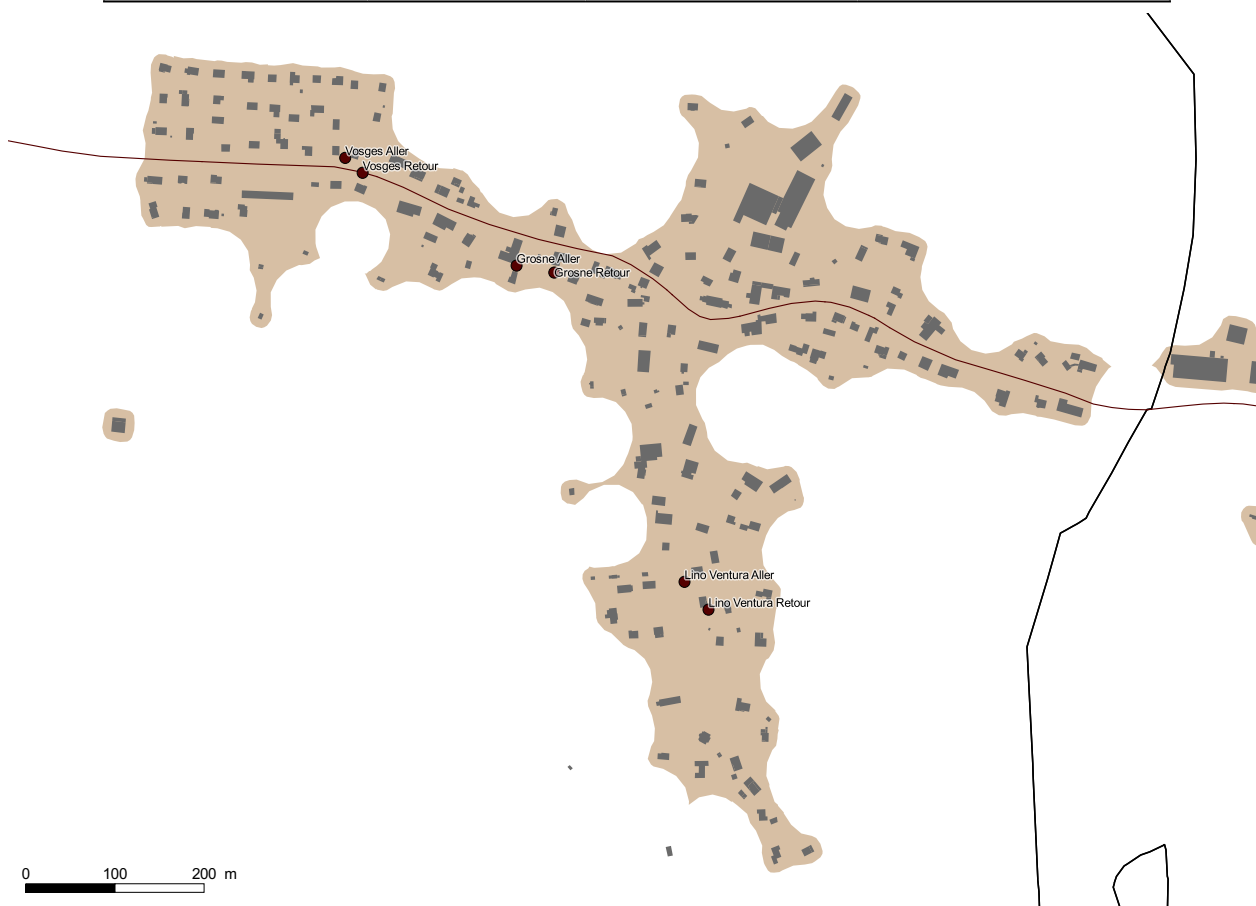 Vosges Aller
Vosges Retour
Grosne Aller
Grosne Retour
Lino Ventura Aller
Lino Ventura Retour
0 100 200 m